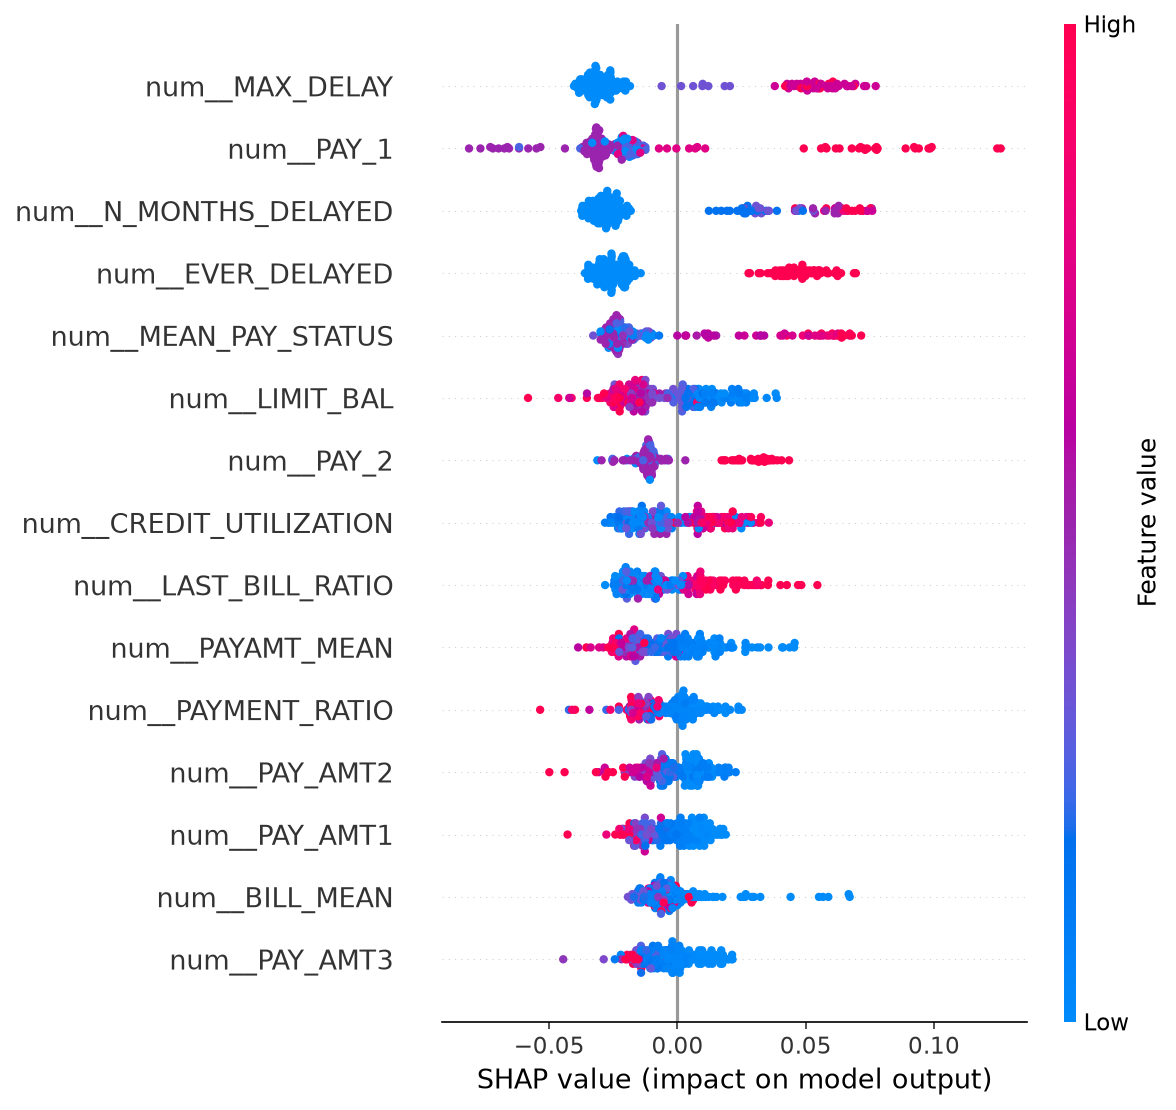 High
num__MAX_DELAY
num__PAY_1
num__N_MONTHS_DELAYED
num__EVER_DELAYED
num__MEAN_PAY_STATUS
num__LIMIT_BAL
num__PAY_2
num__CREDIT_UTILIZATION
num__LAST_BILL_RATIO
num__PAYAMT_MEAN
num__PAYMENT_RATIO
num__PAY_AMT2
num__PAY_AMT1
num__BILL_MEAN
num__PAY_AMT3
Feature value
Low
−0.05 0.00 0.05 0.10
SHAP value (impact on model output)